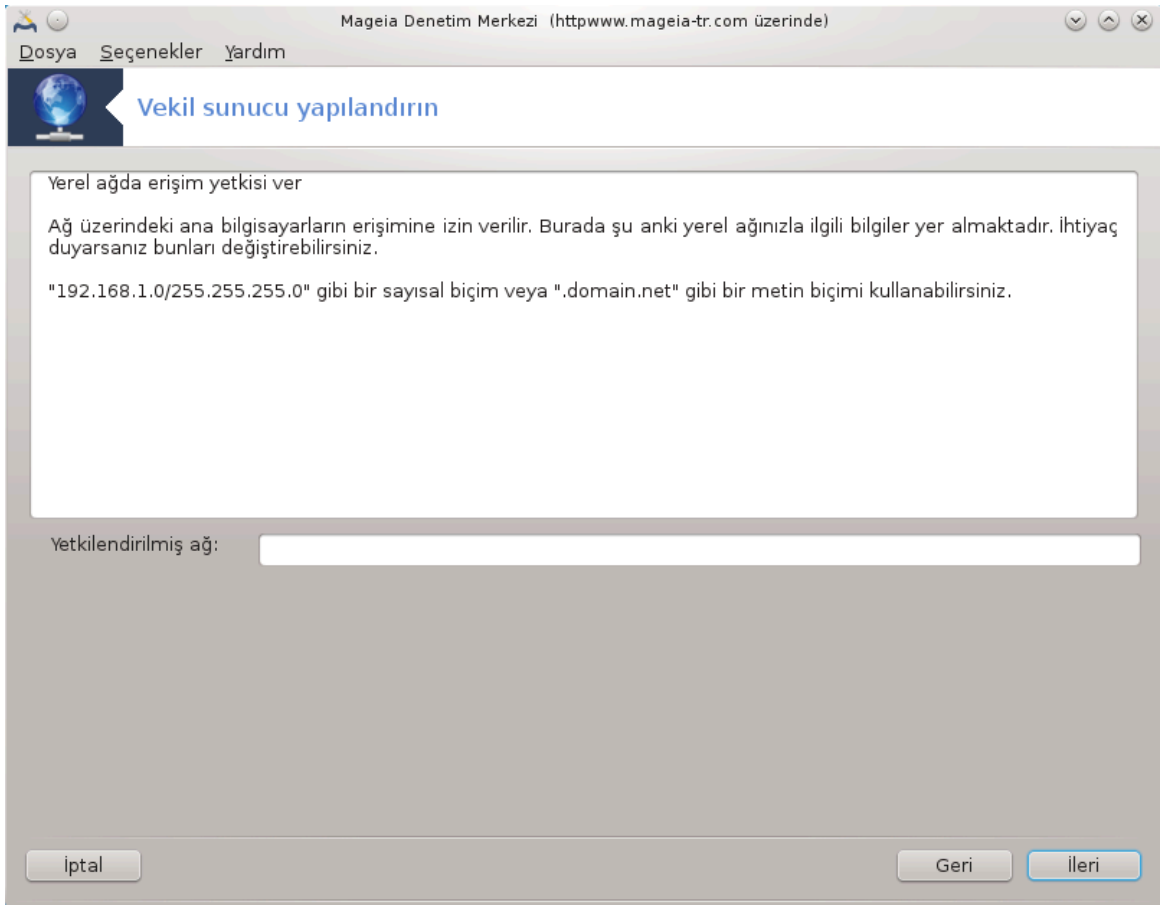 Mageia Denetim Merkezi  (httpwww.mageia-tr.com üzerinde)
Dosya Seçenekler Yardım
Vekil sunucu yapılandırın
Yerel ağda erişim yetkisi ver
Ağ üzerindeki ana bilgisayarların erişimine izin verilir. Burada şu anki yerel ağınızla ilgili bilgiler yer almaktadır. İhtiyaç
duyarsanız bunları değiştirebilirsiniz.
"192.168.1.0/255.255.255.0" gibi bir sayısal biçim veya ".domain.net" gibi bir metin biçimi kullanabilirsiniz.
Yetkilendirilmiş ağ:
İptal Geri İleri